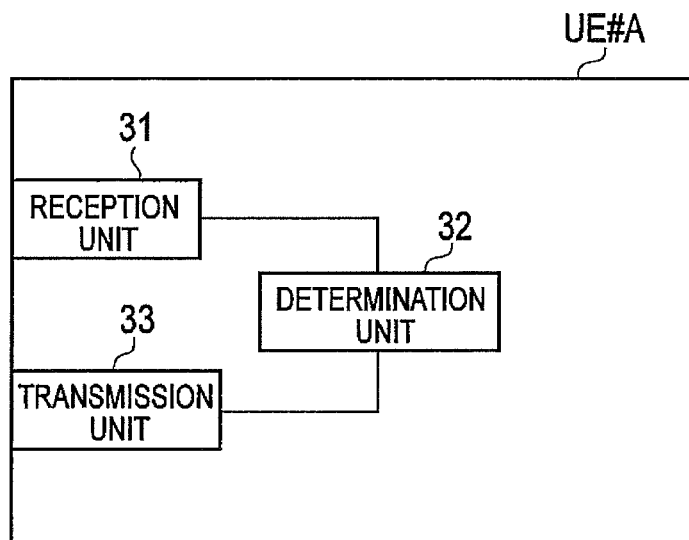 UE#A
31
RECEPTION
UNIT
32
DETERMINATION
UNIT
33
TRANSMISSION
UNIT